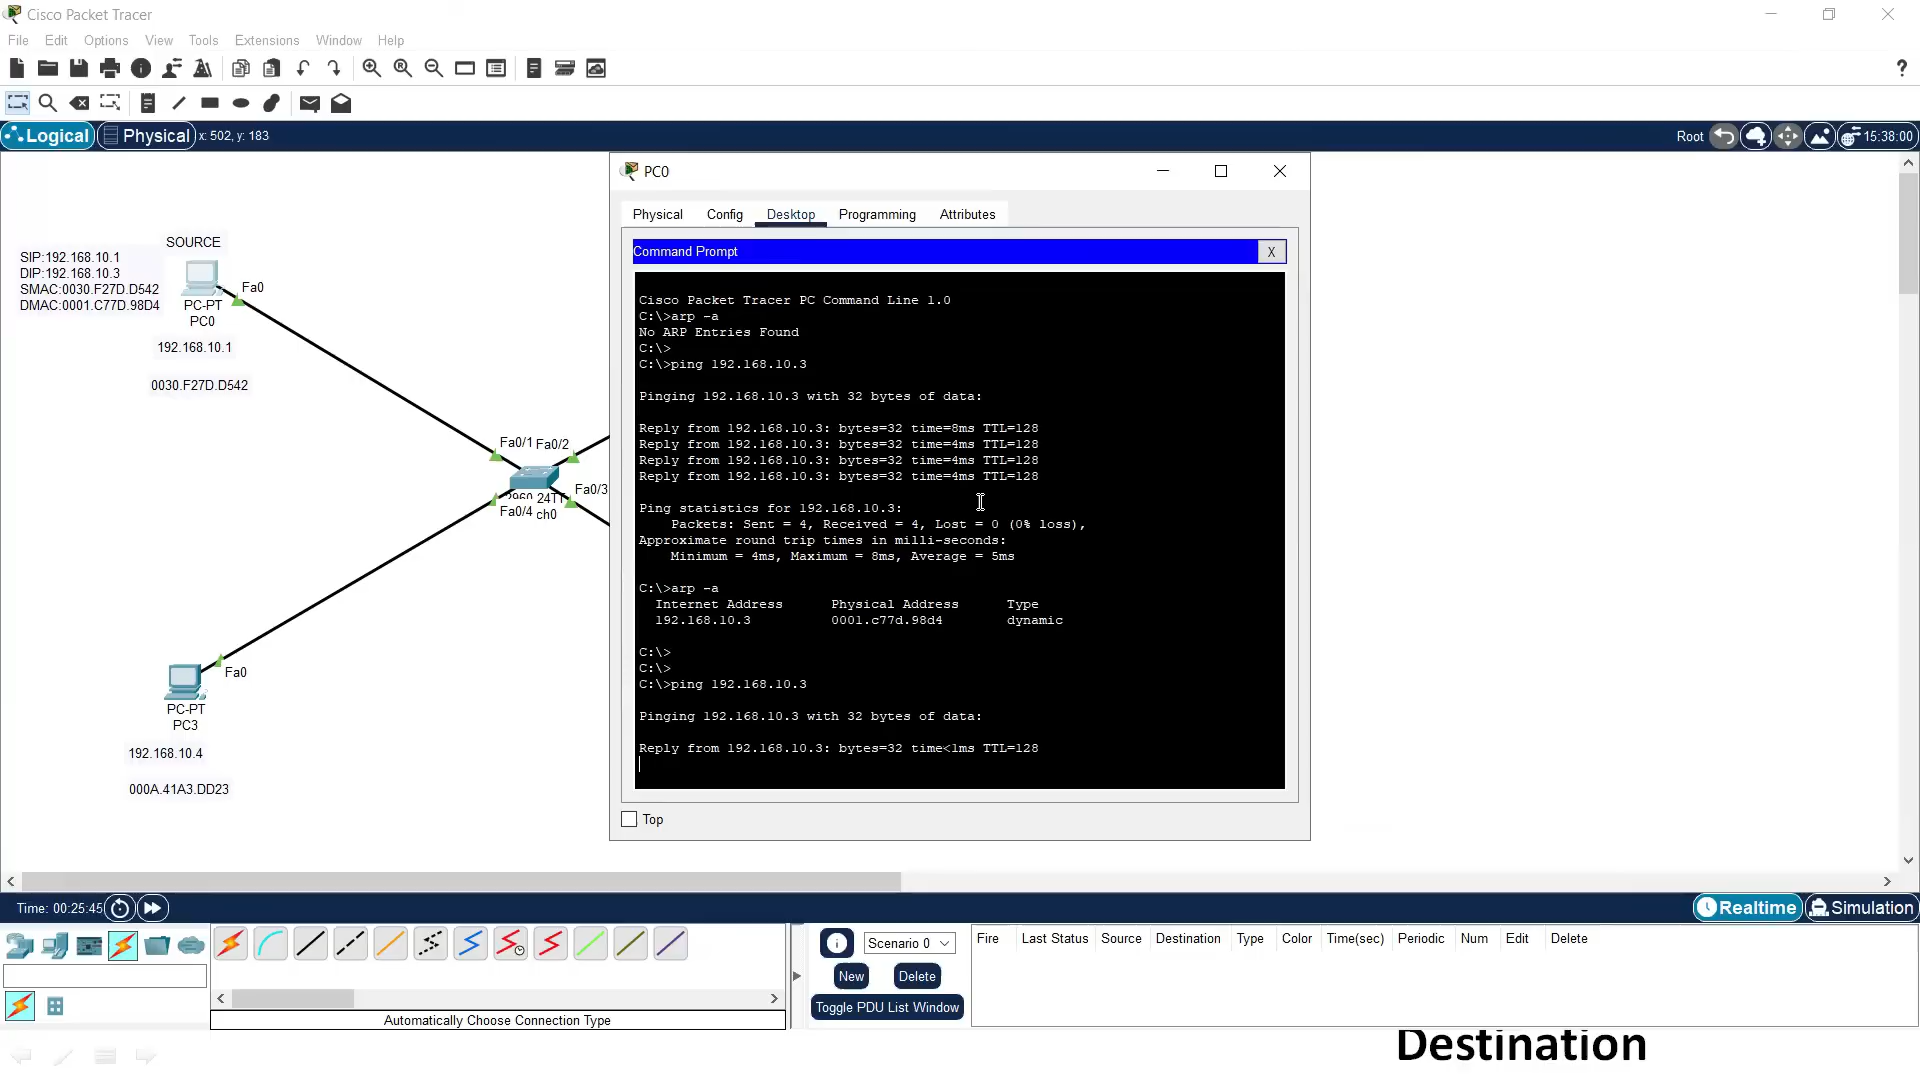 Cisco Packet Tracer
File Edit Options View Tools Extensions Window Help
?
Logical Physical x: 502, y: 183
Root 15:38:00
PC0
Physical Config Desktop Programming Attributes
Command Prompt X
SOURCE
SIP:192.168.10.1
DIP:192.168.10.3
SMAC:0030.F27D.D542
DMAC:0001.C77D.98D4
Fa0
PC-PT
PC0
192.168.10.1
0030.F27D.D542
Fa0/1 Fa0/2
Fa0/3
2960 24TT
Fa0/4 ch0
Fa0
PC-PT
PC3
192.168.10.4
000A.41A3.DD23
Cisco Packet Tracer PC Command Line 1.0
C:\>arp -a
No ARP Entries Found
C:\>
C:\>ping 192.168.10.3
Pinging 192.168.10.3 with 32 bytes of data:
Reply from 192.168.10.3: bytes=32 time=8ms TTL=128
Reply from 192.168.10.3: bytes=32 time=4ms TTL=128
Reply from 192.168.10.3: bytes=32 time=4ms TTL=128
Reply from 192.168.10.3: bytes=32 time=4ms TTL=128
Ping statistics for 192.168.10.3:
Packets: Sent = 4, Received = 4, Lost = 0 (0% loss),
Approximate round trip times in milli-seconds:
Minimum = 4ms, Maximum = 8ms, Average = 5ms
C:\>arp -a
Internet Address Physical Address Type
192.168.10.3 0001.c77d.98d4 dynamic
C:\>
C:\>
C:\>ping 192.168.10.3
Pinging 192.168.10.3 with 32 bytes of data:
Reply from 192.168.10.3: bytes=32 time<1ms TTL=128
Top
Time: 00:25:45
Realtime Simulation
Scenario 0
New Delete
Toggle PDU List Window
Fire Last Status Source Destination Type Color Time(sec) Periodic Num Edit Delete
Automatically Choose Connection Type
Destination